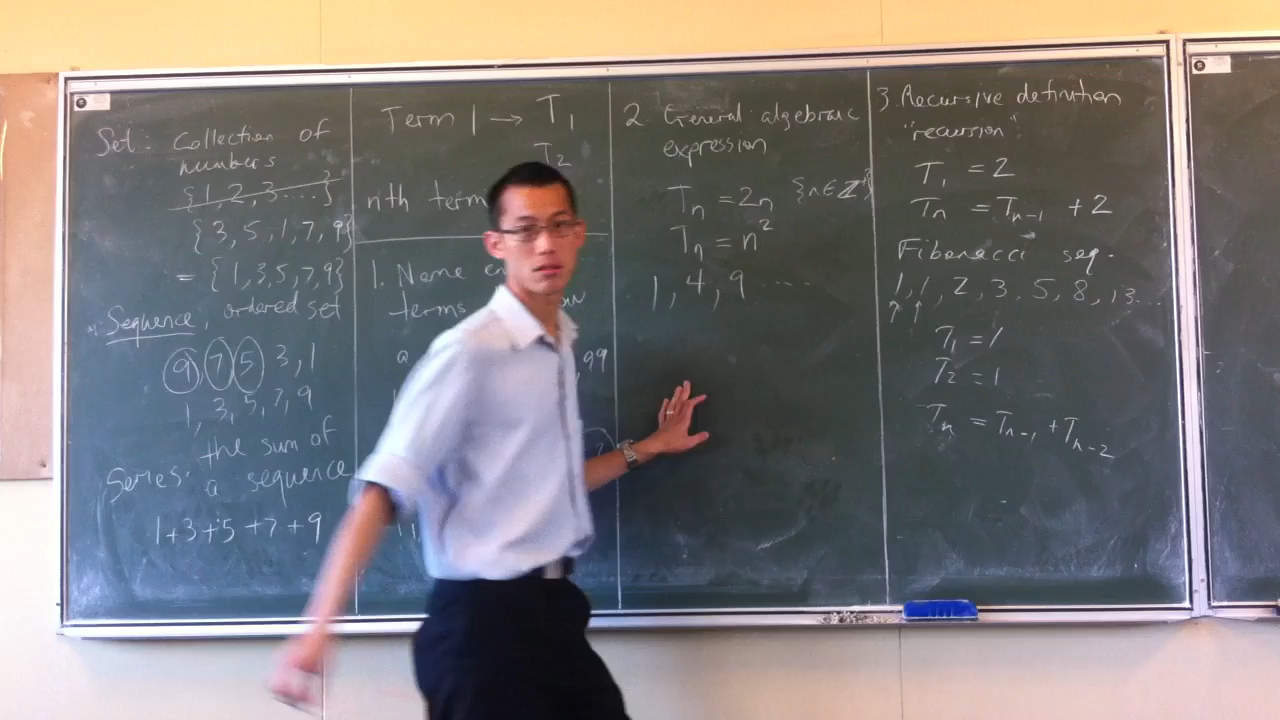 Set: Collection of
numbers
{1, 2, 3, ....}
{3, 5, 1, 7, 9}
= {1, 3, 5, 7, 9}
Sequence, ordered set
9, 7, 5, 3, 1
1, 3, 5, 7, 9
Series: the sum of
a sequence
1+3+5+7+9
Term 1 → T₁
T₂
nth term
1. Name
terms
a
, 99
2. General algebraic
expression
Tₙ = 2n {n∈ℤ⁺}
Tₙ = n²
1, 4, 9 ....
3. Recursive definition
"recursion"
T₁ = 2
Tₙ = Tₙ₋₁ + 2
Fibonacci seq.
1, 1, 2, 3, 5, 8, 13...
T₁ = 1
T₂ = 1
Tₙ = Tₙ₋₁ + Tₙ₋₂